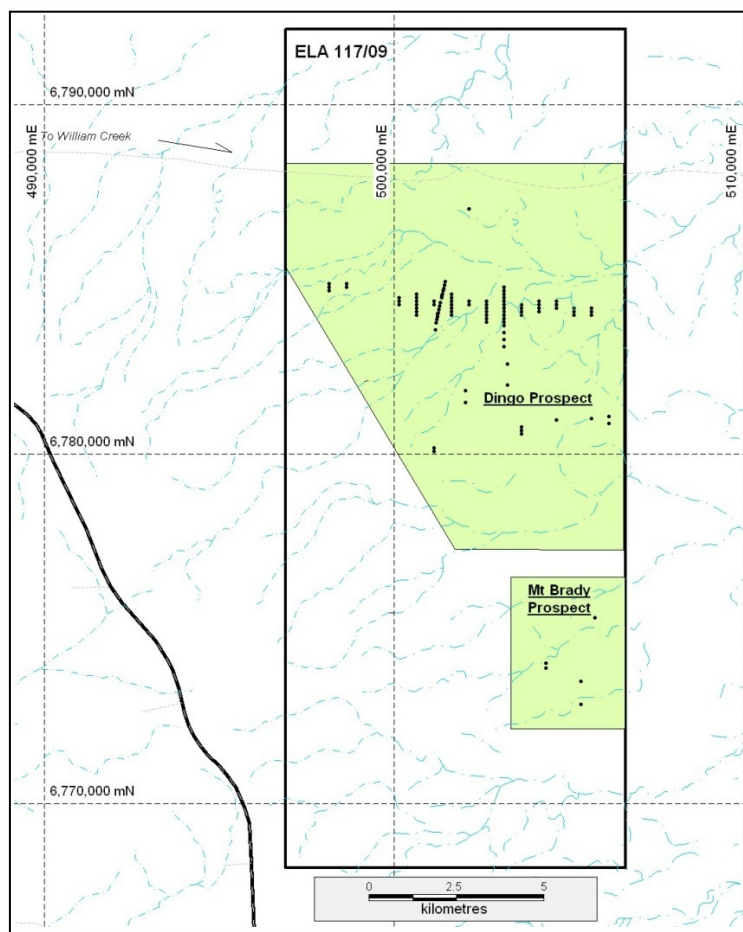 ELA 117/09
6,790,000 mN
To William Creek
490,000 mE
500,000 mE
510,000 mE
Dingo Prospect
6,780,000 mN
Mt Brady
Prospect
6,770,000 mN
0 2.5 5
kilometres